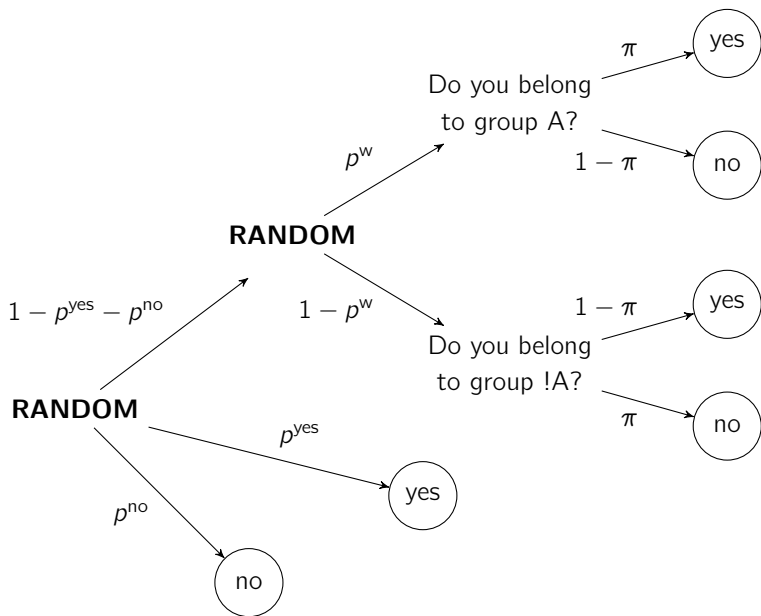 yes
π
Do you belong
to group A?
p^w
1 − π
no
RANDOM
1 − p^yes − p^no
1 − p^w
1 − π
yes
Do you belong
to group !A?
π
no
RANDOM
p^yes
yes
p^no
no